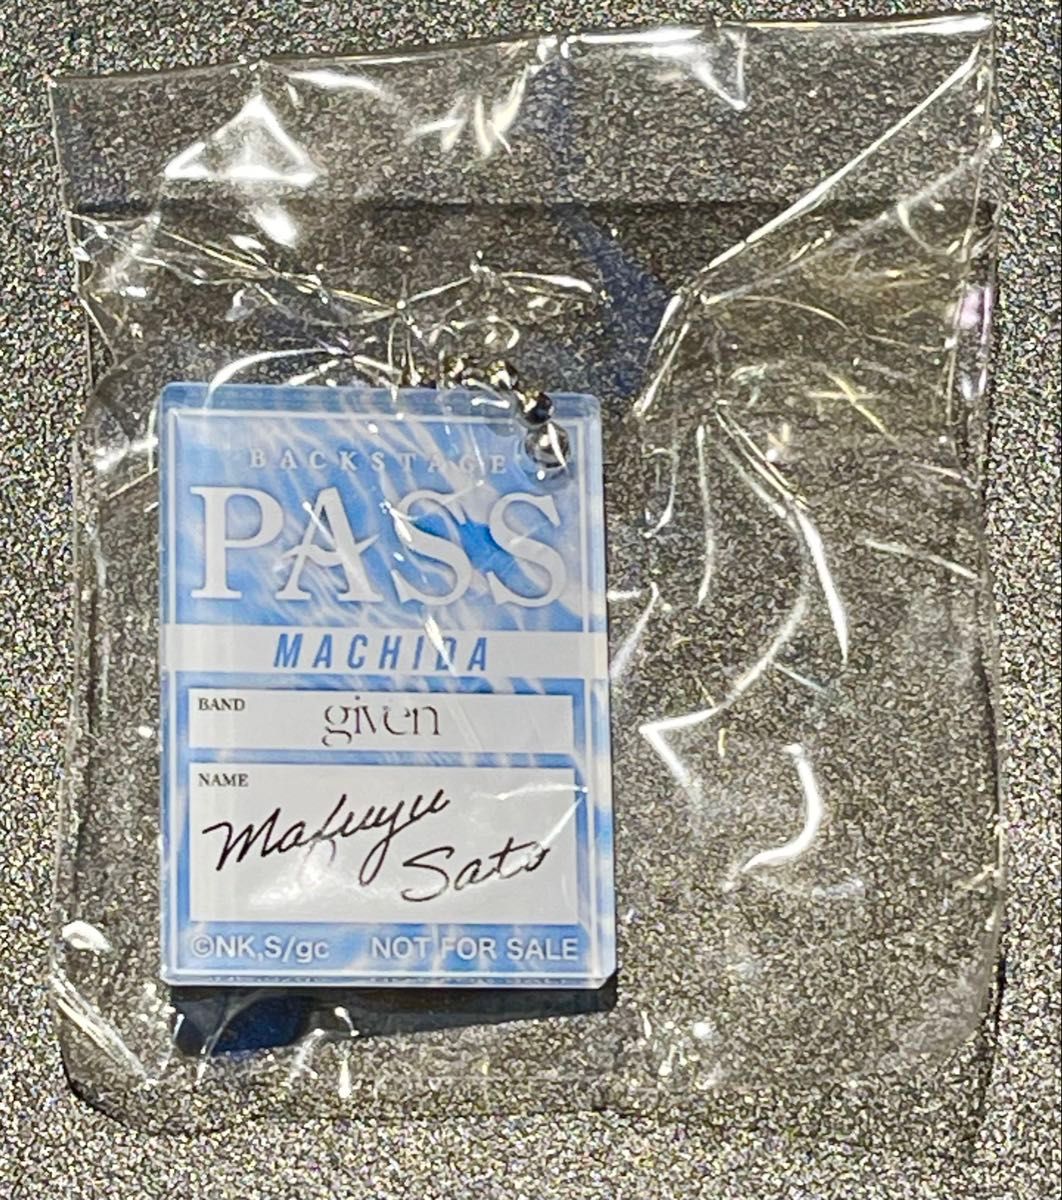 BACKSTAGE
PASS
MACHIDA
BAND
given
NAME
Mafuyu
Sato
©NK,S/gc NOT FOR SALE